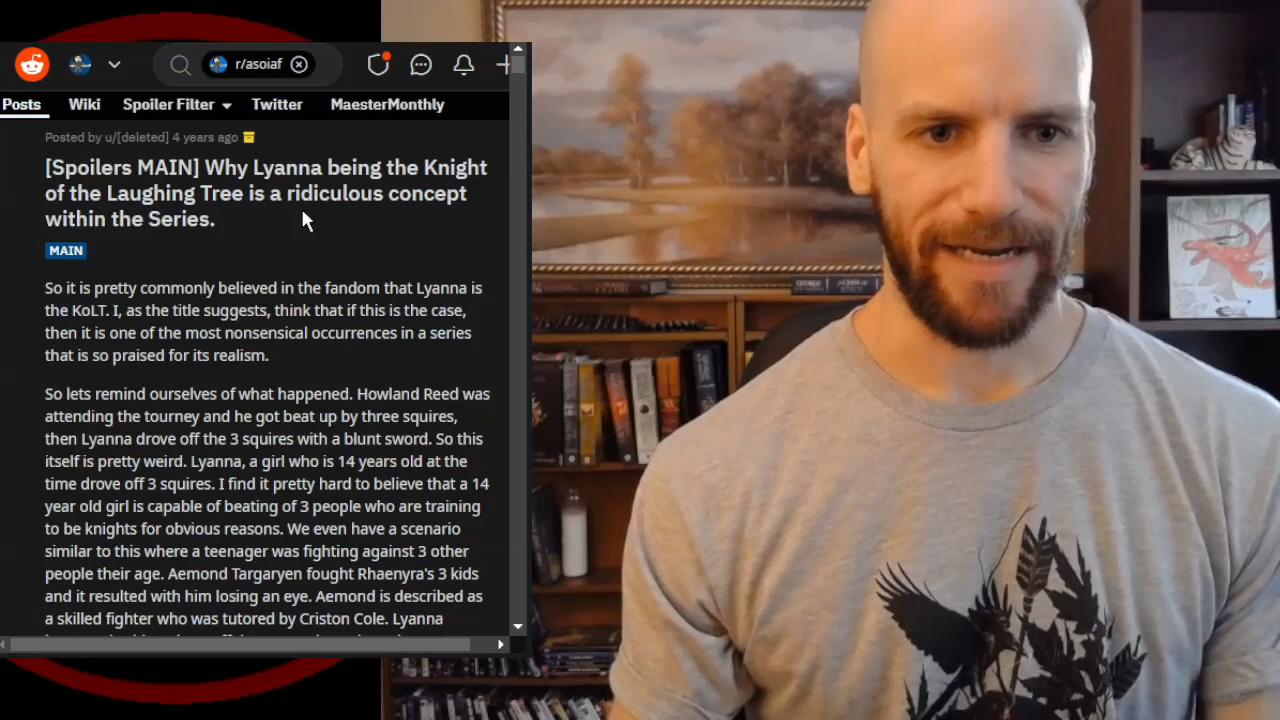 r/asoiaf
Posts Wiki Spoiler Filter Twitter MaesterMonthly
Posted by u/[deleted] 4 years ago
[Spoilers MAIN] Why Lyanna being the Knight
of the Laughing Tree is a ridiculous concept
within the Series.
MAIN
So it is pretty commonly believed in the fandom that Lyanna is
the KoLT. I, as the title suggests, think that if this is the case,
then it is one of the most nonsensical occurrences in a series
that is so praised for its realism.
So lets remind ourselves of what happened. Howland Reed was
attending the tourney and he got beat up by three squires,
then Lyanna drove off the 3 squires with a blunt sword. So this
itself is pretty weird. Lyanna, a girl who is 14 years old at the
time drove off 3 squires. I find it pretty hard to believe that a 14
year old girl is capable of beating of 3 people who are training
to be knights for obvious reasons. We even have a scenario
similar to this where a teenager was fighting against 3 other
people their age. Aemond Targaryen fought Rhaenyra's 3 kids
and it resulted with him losing an eye. Aemond is described as
a skilled fighter who was tutored by Criston Cole. Lyanna